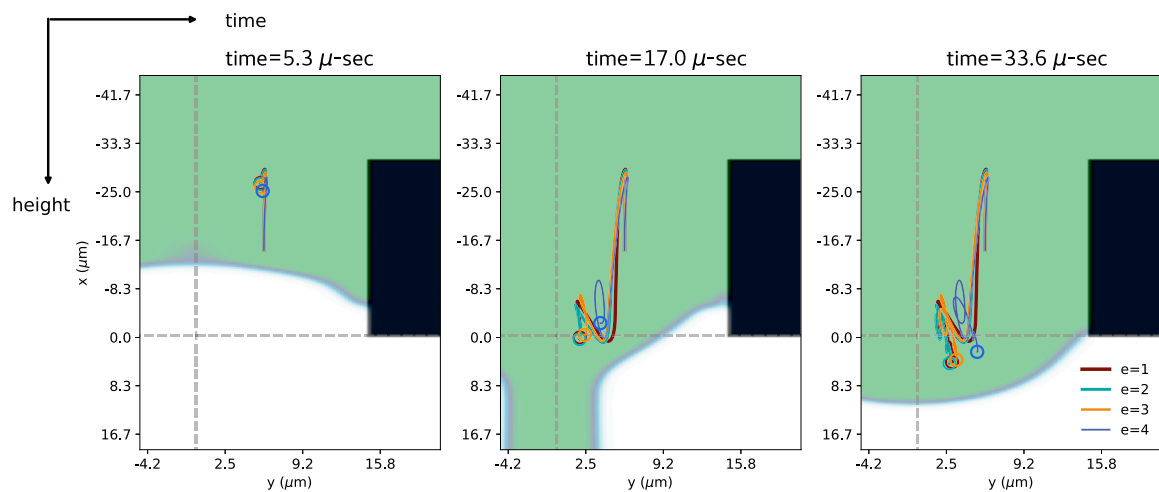 time
height
time=5.3 μ-sec
time=17.0 μ-sec
time=33.6 μ-sec
x (μm)
-41.7
-33.3
-25.0
-16.7
-8.3
0.0
8.3
16.7
-4.2 2.5 9.2 15.8
y (μm)
-41.7
-33.3
-25.0
-16.7
-8.3
0.0
8.3
16.7
-4.2 2.5 9.2 15.8
y (μm)
-41.7
-33.3
-25.0
-16.7
-8.3
0.0
8.3
16.7
-4.2 2.5 9.2 15.8
y (μm)
e=1
e=2
e=3
e=4